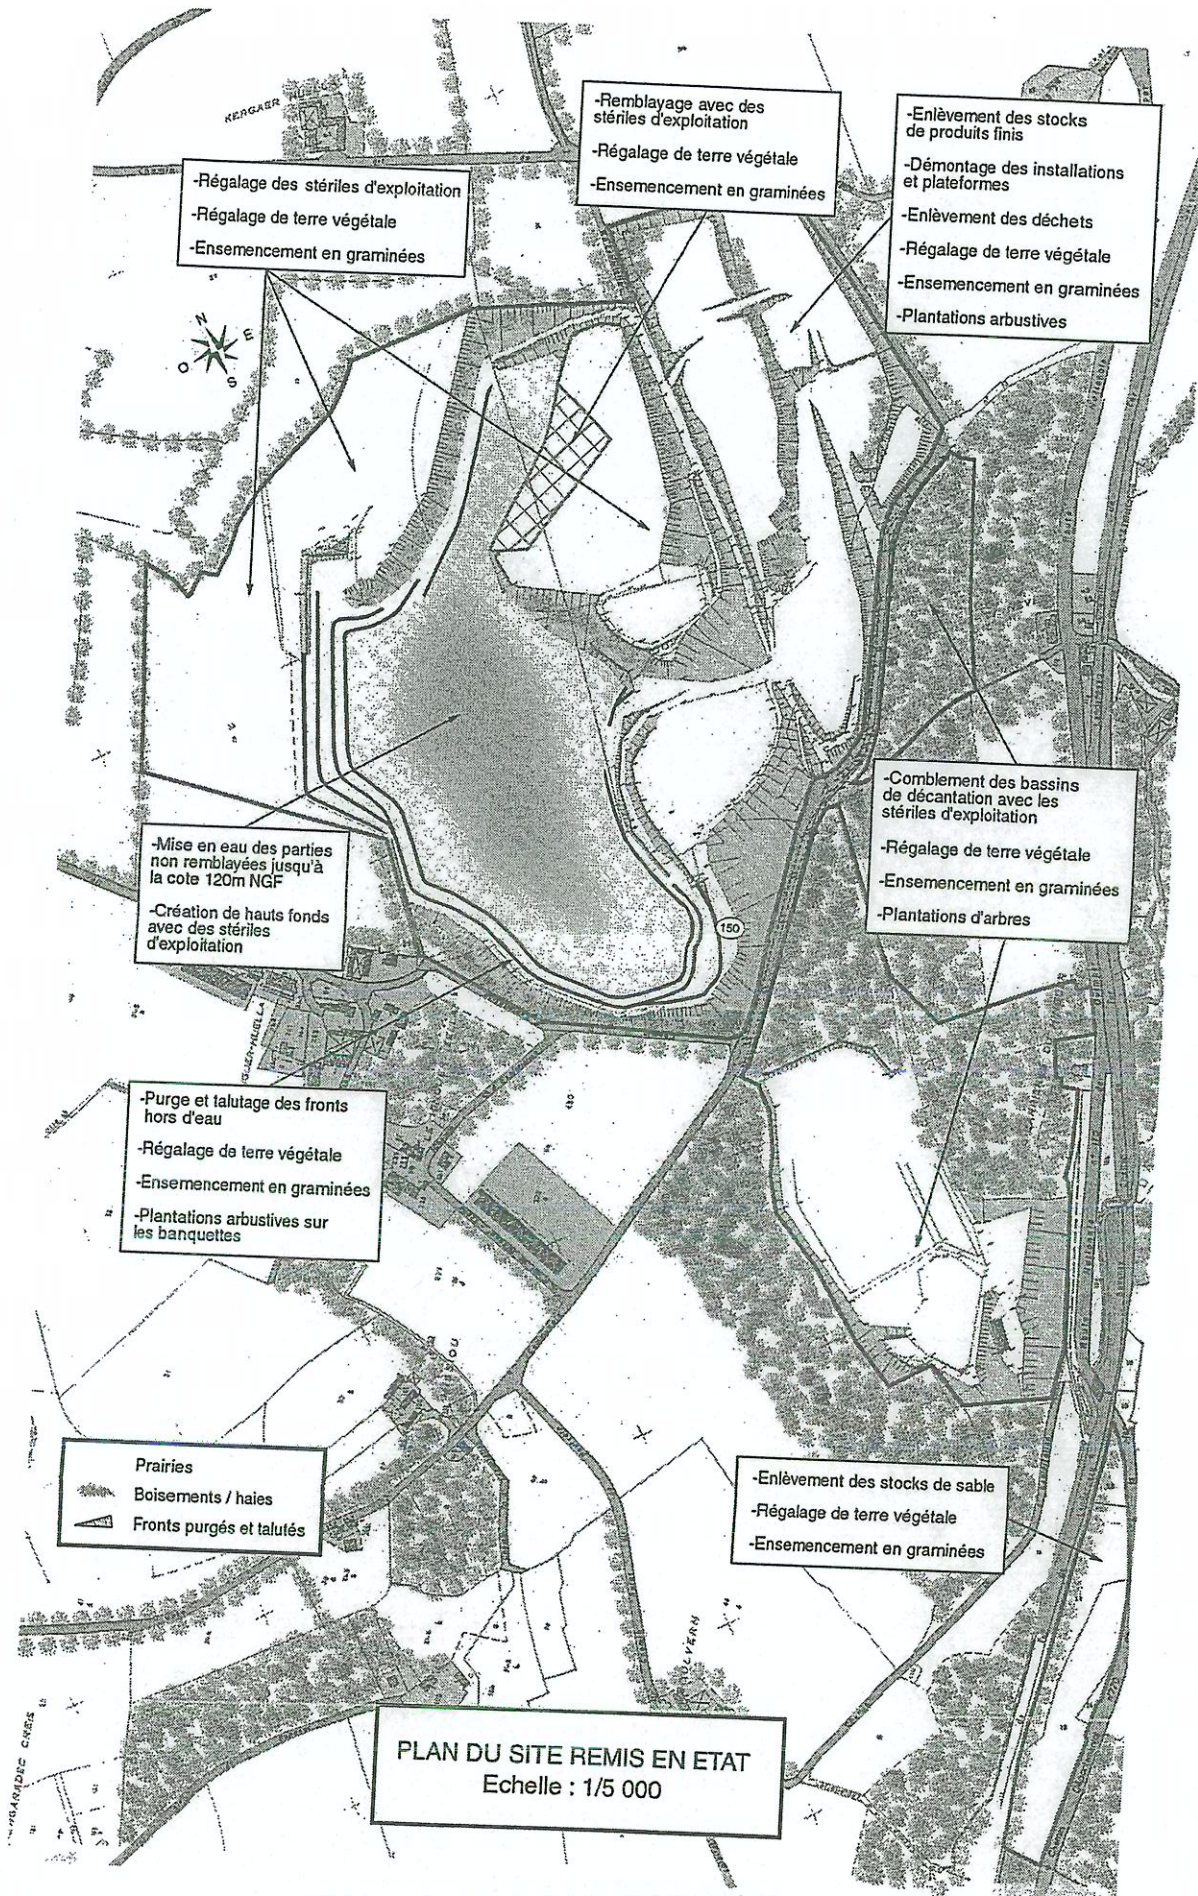 KERGAER
-Remblayage avec des
stériles d'exploitation
-Régalage de terre végétale
-Ensemencement en graminées
-Enlèvement des stocks
de produits finis
-Démontage des installations
et plateformes
-Enlèvement des déchets
-Régalage de terre végétale
-Ensemencement en graminées
-Plantations arbustives
-Régalage des stériles d'exploitation
-Régalage de terre végétale
-Ensemencement en graminées
N
E
O
S
-Comblement des bassins
de décantation avec les
stériles d'exploitation
-Régalage de terre végétale
-Ensemencement en graminées
-Plantations d'arbres
-Mise en eau des parties
non remblayées jusqu'à
la cote 120m NGF
-Création de hauts fonds
avec des stériles
d'exploitation
150
-Purge et talutage des fronts
hors d'eau
-Régalage de terre végétale
-Ensemencement en graminées
-Plantations arbustives sur
les banquettes
Prairies
Boisements / haies
Fronts purgés et talutés
-Enlèvement des stocks de sable
-Régalage de terre végétale
-Ensemencement en graminées
PLAN DU SITE REMIS EN ETAT
Echelle : 1/5 000